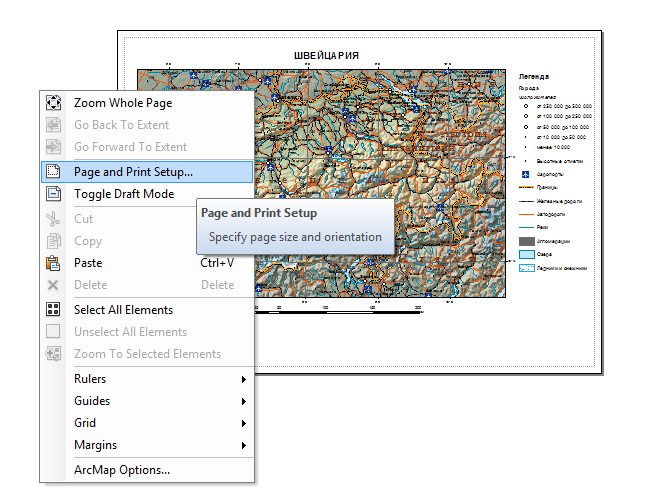 ШВЕЙЦАРИЯ
Zoom Whole Page
Go Back To Extent
Go Forward To Extent
Page and Print Setup...
Toggle Draft Mode
Cut
Copy
Paste Ctrl+V
Delete Delete
Select All Elements
Unselect All Elements
Zoom To Selected Elements
Rulers
Guides
Grid
Margins
ArcMap Options...
Page and Print Setup
Specify page size and orientation
Легенда
Города
от 250 000 до 500 000
от 100 000 до 250 000
от 50 000 до 100 000
от 10 000 до 50 000
менее 10 000
Высотные отметки
Аэропорты
Границы
Железные дороги
Автодороги
Реки
Агломерации
Озера
Ледники и снежники